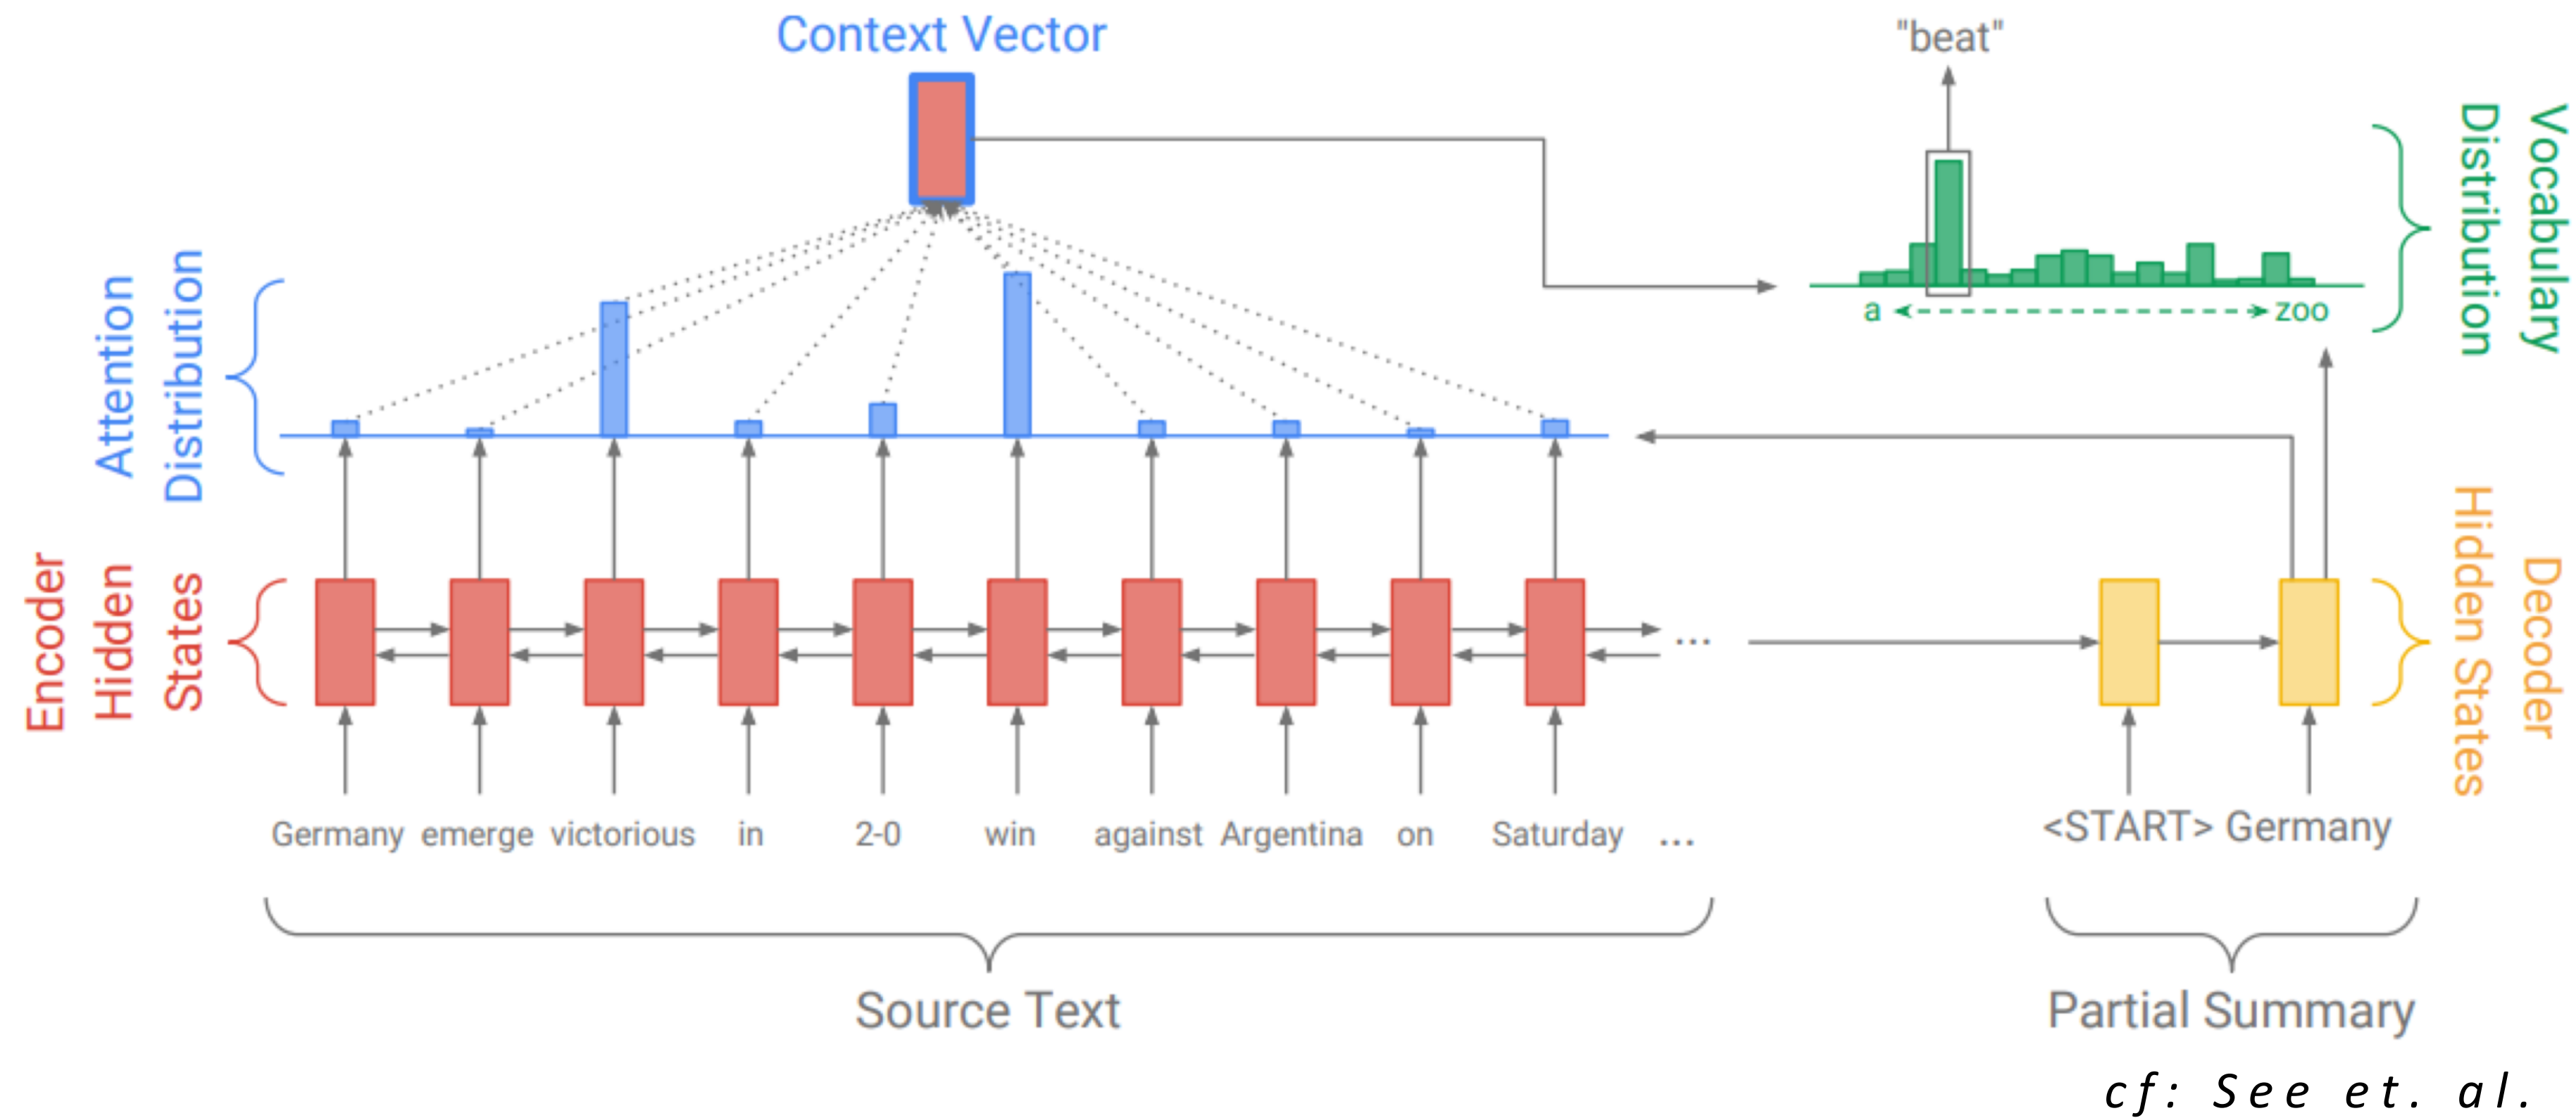 Context Vector
"beat"
Vocabulary
Distribution
a
zoo
Attention
Distribution
Encoder
Hidden
States
Decoder
Hidden States
Germany emerge victorious in 2-0 win against Argentina on Saturday ...
...
<START> Germany
Source Text
Partial Summary
cf: See et. al.